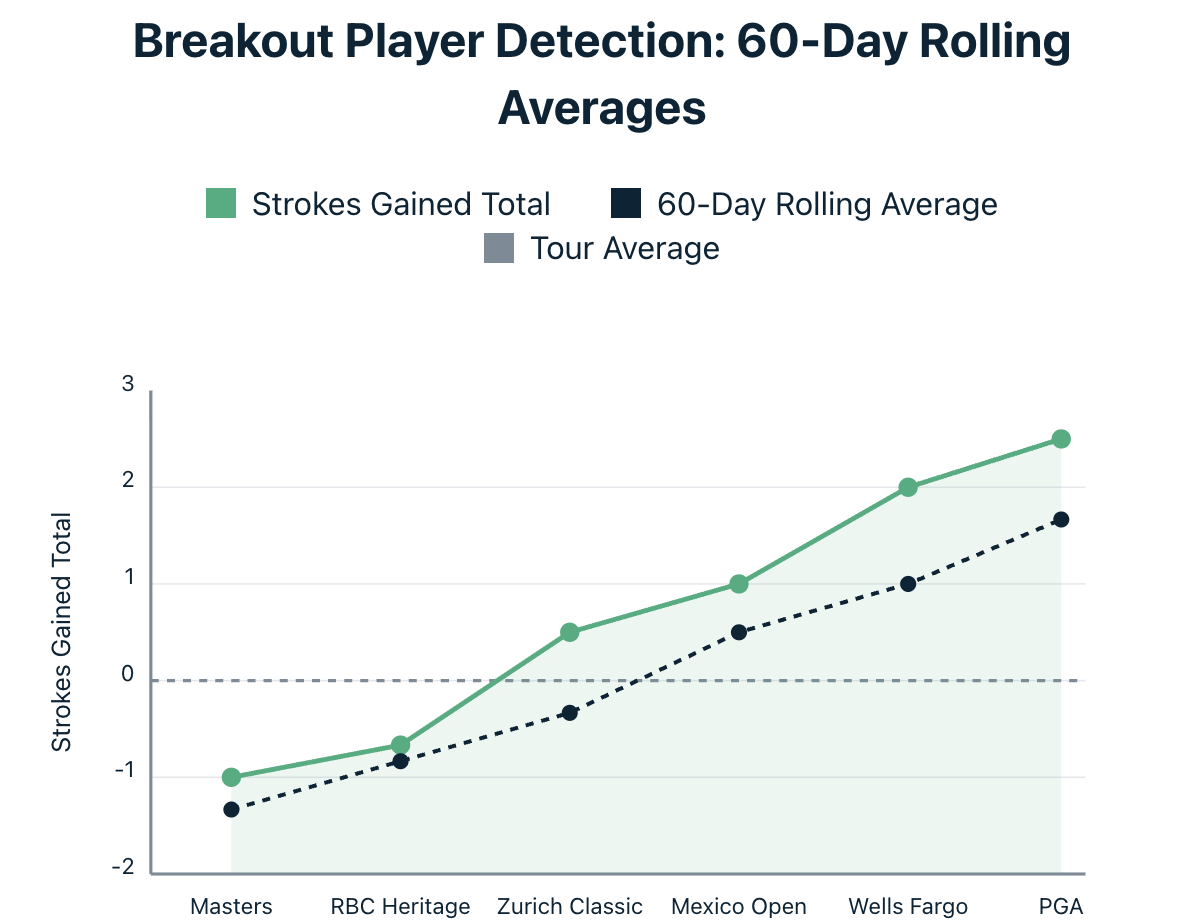 Breakout Player Detection: 60-Day Rolling
Averages
Strokes Gained Total
60-Day Rolling Average
Tour Average
3
2
1
0
-1
-2
Strokes Gained Total
Masters
RBC Heritage
Zurich Classic
Mexico Open
Wells Fargo
PGA